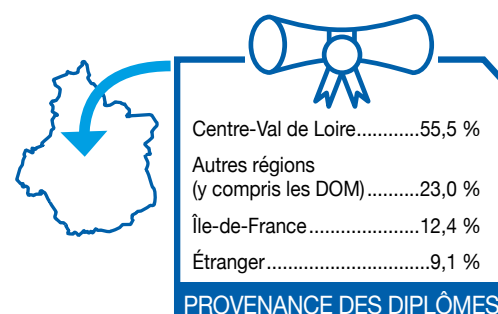 Centre-Val de Loire............55,5 %
Autres régions
(y compris les DOM)..........23,0 %
Île-de-France.....................12,4 %
Étranger...............................9,1 %
PROVENANCE DES DIPLÔMES